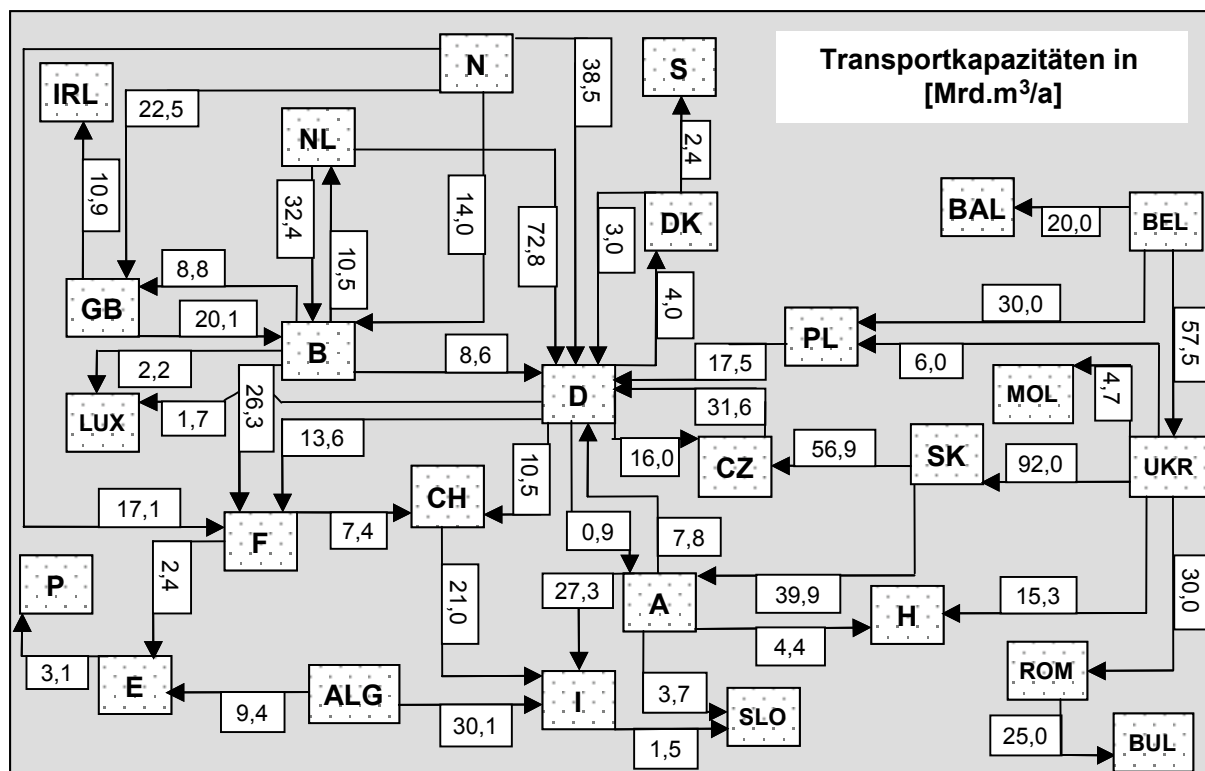 Transportkapazitäten in
[Mrd.m³/a]
N
S
IRL
38,5
22,5
NL
2,4
10,9
32,4
14,0
BAL
20,0
BEL
DK
72,8
3,0
10,5
8,8
GB
4,0
30,0
20,1
57,5
PL
B
8,6
17,5
6,0
2,2
MOL
4,7
D
26,3
LUX
1,7
31,6
13,6
16,0
CZ
56,9
SK
92,0
UKR
10,5
CH
17,1
F
7,4
0,9
7,8
2,4
P
30,0
27,3
A
39,9
H
15,3
21,0
4,4
3,1
E
ROM
9,4
ALG
30,1
I
3,7
SLO
1,5
25,0
BUL